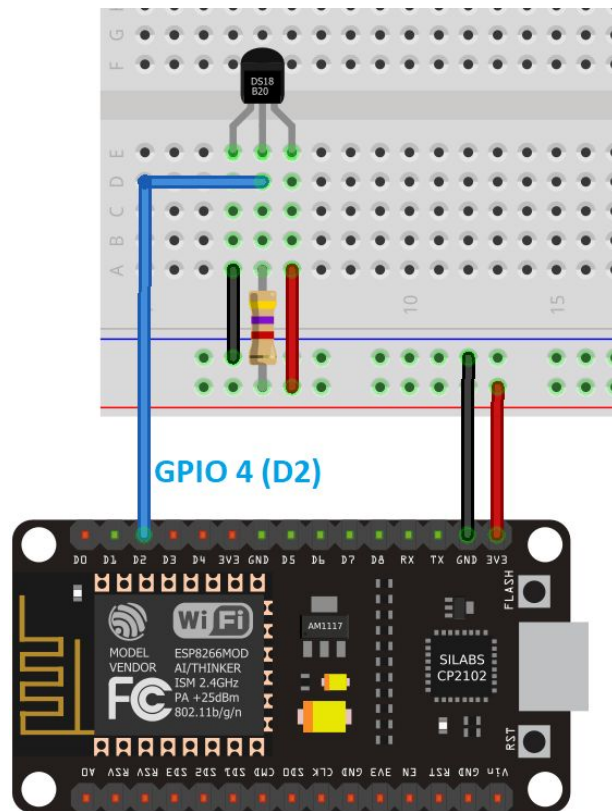 G
F
DS18
B20
E
D
C
B
A
10
15
GPIO 4 (D2)
D0 D1 D2 D3 D4 3V3 GND D5 D6 D7 D8 RX TX GND 3V3
FLASH
MODEL
VENDOR
WiFi
ESP8266MOD
AI/THINKER
ISM 2.4GHz
PA +25dBm
802.11b/g/n
FC
AM1117
SILABS
CP2102
RST
A0 RSV RSV SD3 SD2 SD1 CMD SD0 CLK GND 3V3 EN RST GND Vin